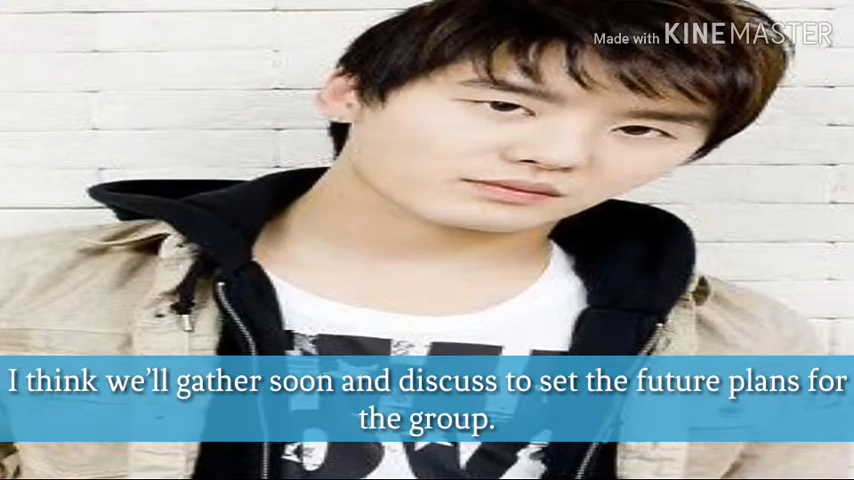 Made with KINEMASTER
I think we'll gather soon and discuss to set the future plans for
the group.